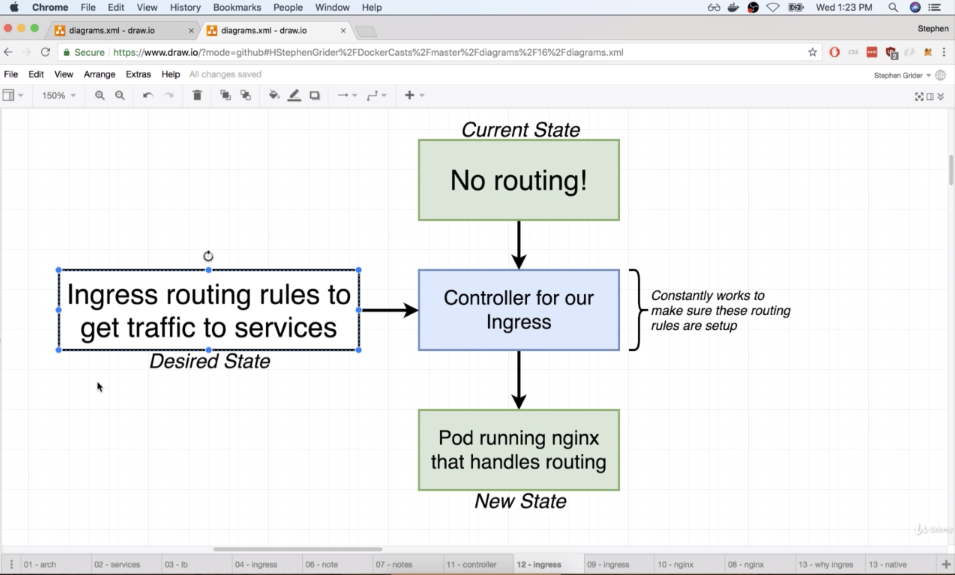 Chrome File Edit View History Bookmarks People Window Help Wed 1:23 PM
diagrams.xml - draw.io × diagrams.xml - draw.io × Stephen
Secure https://www.draw.io/?mode=github#HStephenGrider%2FDockerCasts%2Fmaster%2Fdiagrams%2F16%2Fdiagrams.xml
File Edit View Arrange Extras Help All changes saved Stephen Grider
150%
Current State
No routing!
Ingress routing rules to
get traffic to services
Desired State
Controller for our
Ingress
Constantly works to
make sure these routing
rules are setup
Pod running nginx
that handles routing
New State
Udemy
01 - arch 02 - services 03 - lb 04 - ingress 06 - note 07 - notes 11 - controller 12 - ingress 09 - ingress 10 - nginx 08 - nginx 13 - why ingres 13 - native